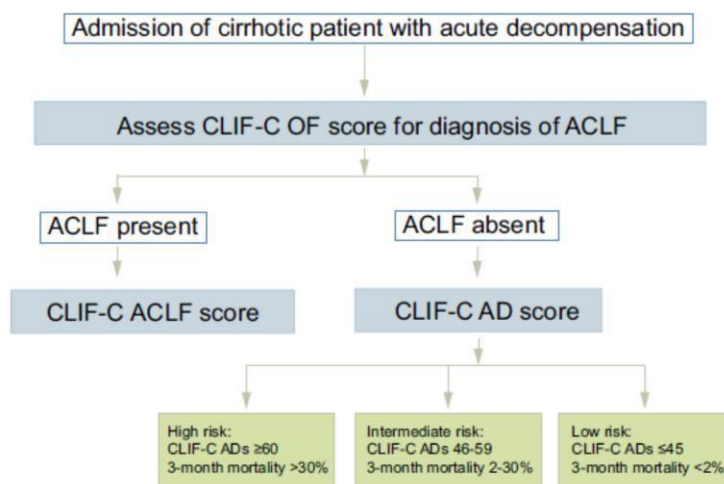 Admission of cirrhotic patient with acute decompensation
Assess CLIF-C OF score for diagnosis of ACLF
ACLF present
ACLF absent
CLIF-C ACLF score
CLIF-C AD score
High risk:
CLIF-C ADs ≥60
3-month mortality >30%
Intermediate risk:
CLIF-C ADs 46-59
3-month mortality 2-30%
Low risk:
CLIF-C ADs ≤45
3-month mortality <2%